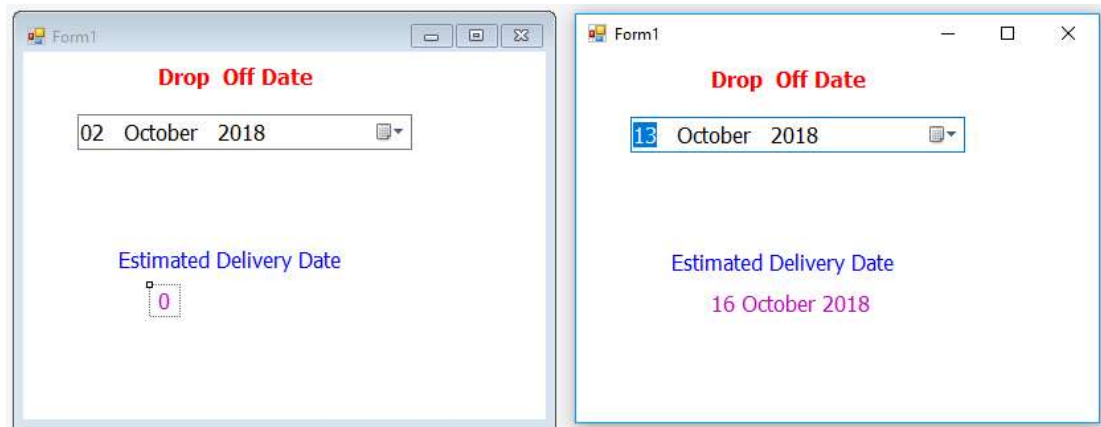 Form1
Drop Off Date
02 October 2018
Estimated Delivery Date
0
Form1
Drop Off Date
13 October 2018
Estimated Delivery Date
16 October 2018